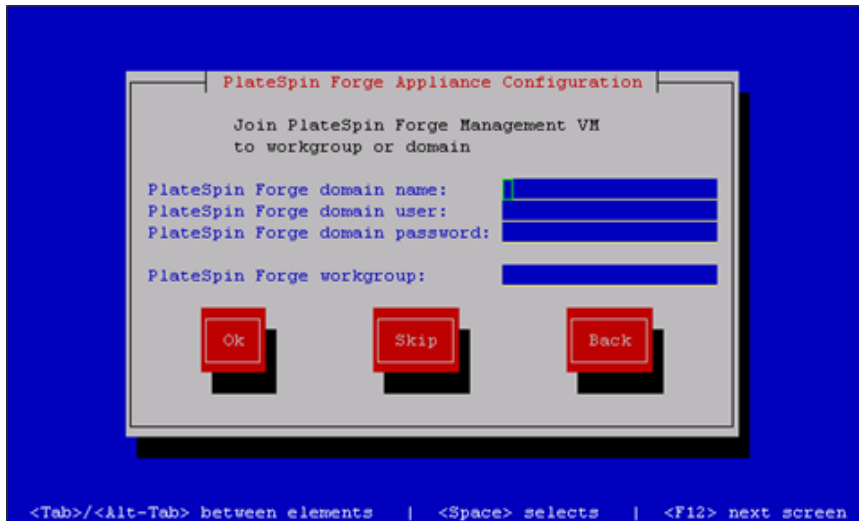 PlateSpin Forge Appliance Configuration
Join PlateSpin Forge Management VM
to workgroup or domain
PlateSpin Forge domain name:
PlateSpin Forge domain user:
PlateSpin Forge domain password:
PlateSpin Forge workgroup:
Ok Skip Back
<Tab>/<Alt-Tab> between elements | <Space> selects | <F12> next screen